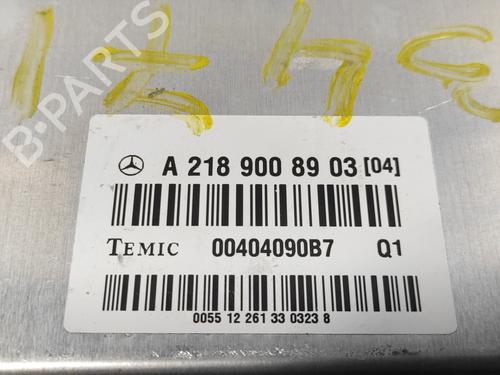 B-PARTS
A 218 900 89 03 [04]
TEMIC 00404090B7 Q1
0055 12 261 33 0323 8